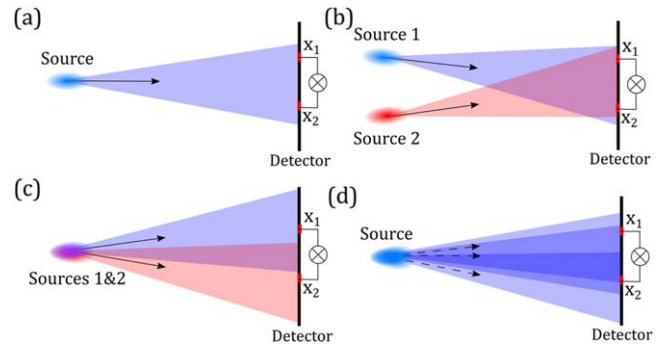 (a)
Source
x1
x2
Detector
(b)
Source 1
Source 2
x1
x2
Detector
(c)
Sources 1&2
x1
x2
Detector
(d)
Source
x1
x2
Detector